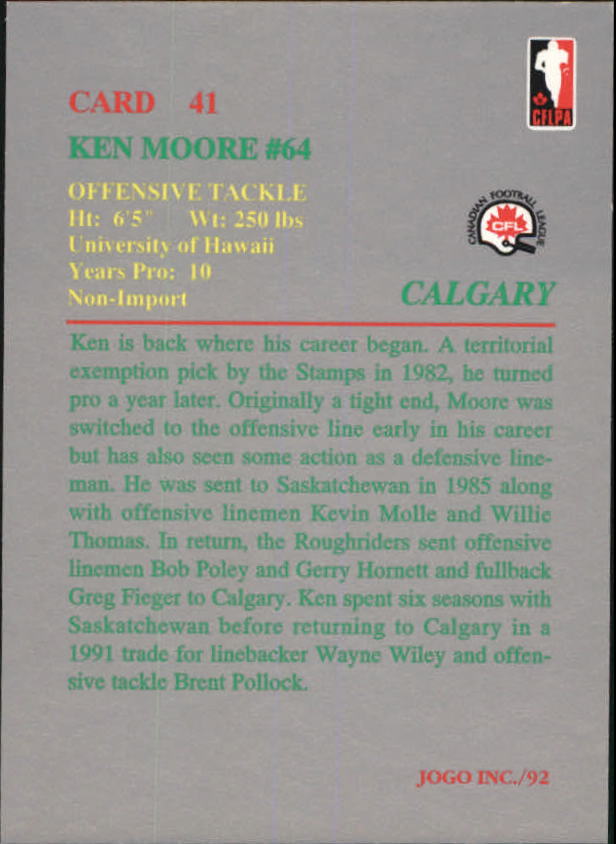 CFLPA
CARD 41
KEN MOORE #64
OFFENSIVE TACKLE
Ht: 6'5" Wt: 250 lbs
University of Hawaii
Years Pro: 10
Non-Import
CANADIAN FOOTBALL LEAGUE
CFL
CALGARY
Ken is back where his career began. A territorial
exemption pick by the Stamps in 1982, he turned
pro a year later. Originally a tight end, Moore was
switched to the offensive line early in his career
but has also seen some action as a defensive line-
man. He was sent to Saskatchewan in 1985 along
with offensive linemen Kevin Molle and Willie
Thomas. In return, the Roughriders sent offensive
linemen Bob Poley and Gerry Hornett and fullback
Greg Fieger to Calgary. Ken spent six seasons with
Saskatchewan before returning to Calgary in a
1991 trade for linebacker Wayne Wiley and offen-
sive tackle Brent Pollock.
JOGO INC./92